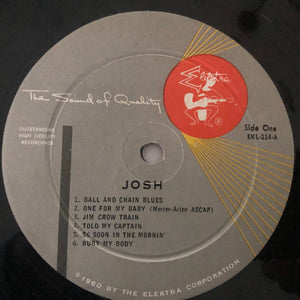 Elektra
The Sound of Quality
®
OUTSTANDING
HIGH FIDELITY
RECORDINGS
Side One
EKL-114-A
JOSH
1. BALL AND CHAIN BLUES
2. ONE FOR MY BABY (Mercer-Arlen ASCAP)
3. JIM CROW TRAIN
4. TOLD MY CAPTAIN
5. SO SOON IN THE MORNIN'
6. BURY MY BODY
©1960 BY THE ELEKTRA CORPORATION